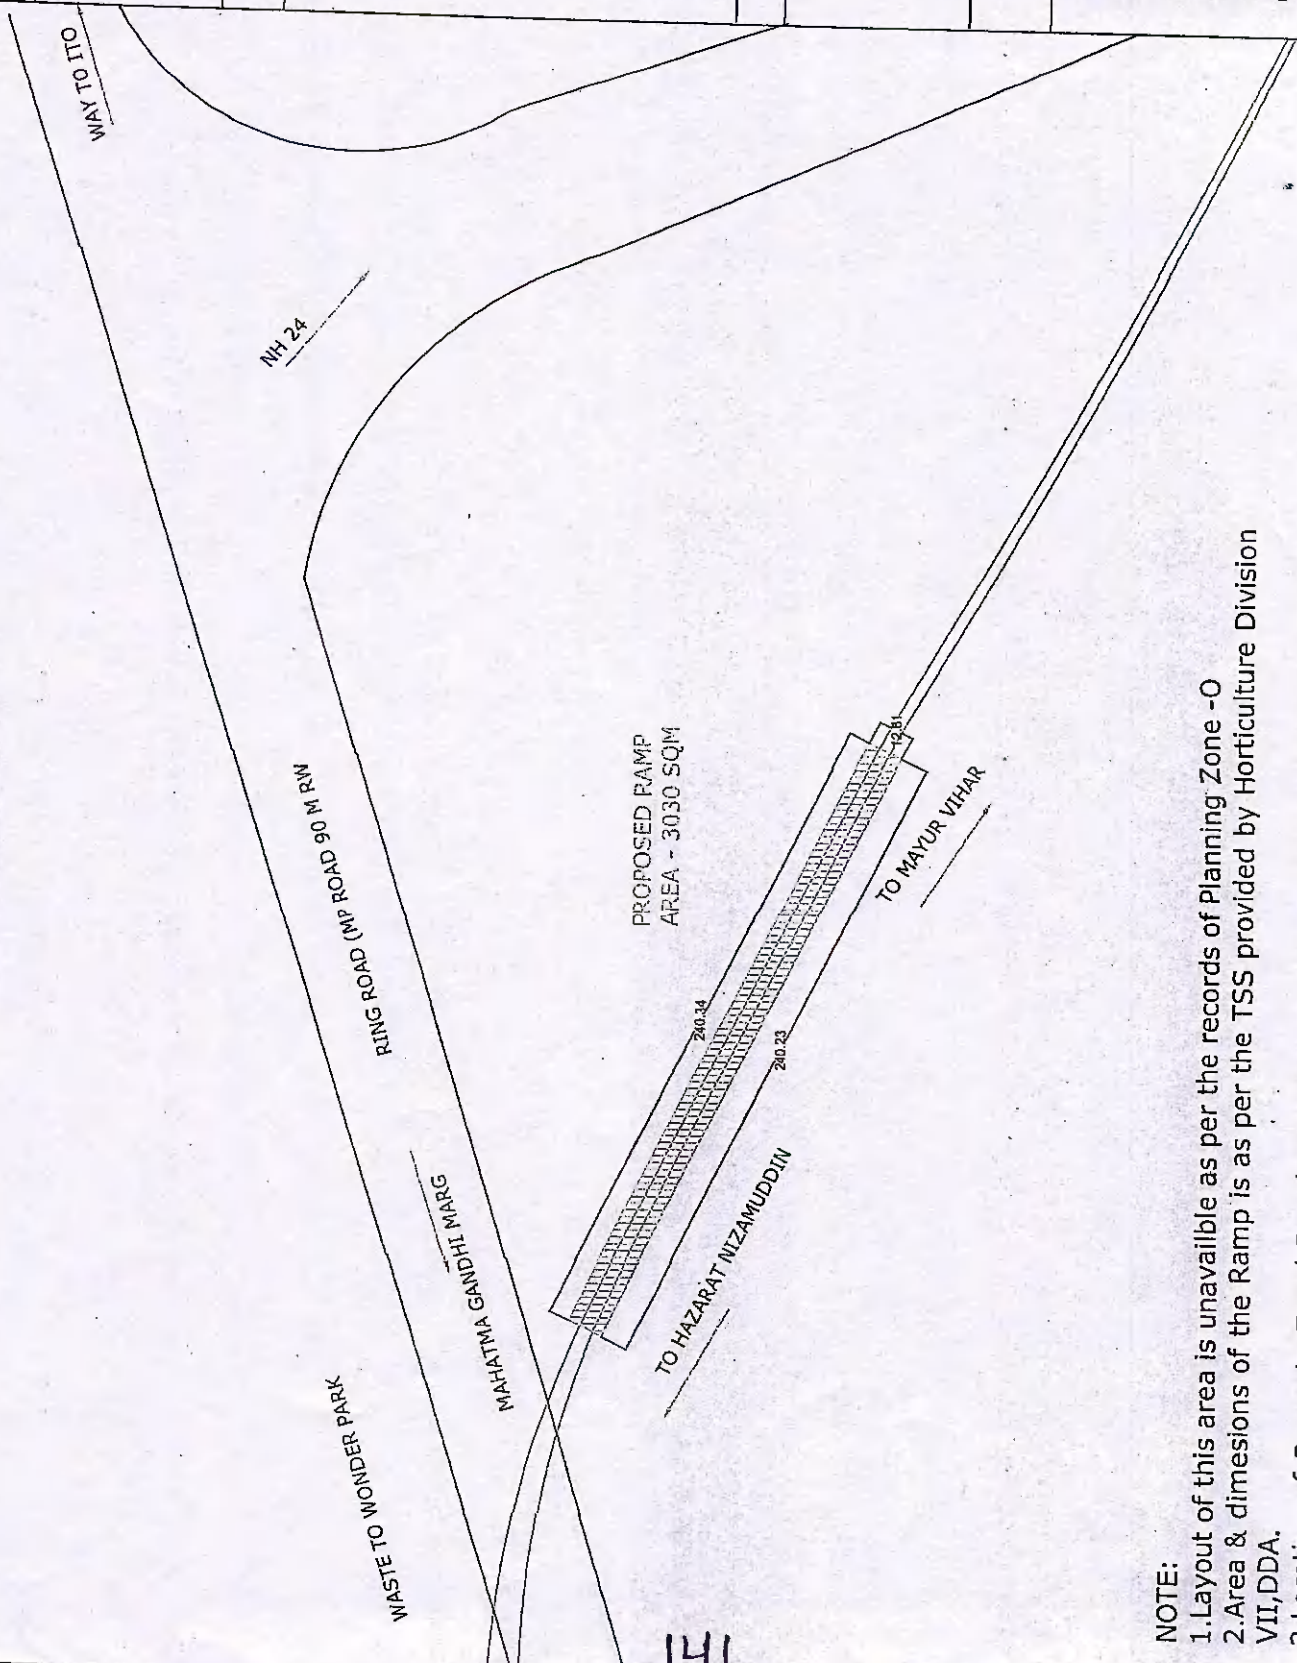 WAY TO ITO
NH 24
RING ROAD (MP ROAD 90 M RW
MAHATMA GANDHI MARG
WASTE TO WONDER PARK
PROPOSED RAMP
AREA - 3030 SQM
240.34
240.23
12.61
TO MAYUR VIHAR
TO HAZARAT NIZAMUDDIN
NOTE:
1.Layout of this area is unavailble as per the records of Planning Zone -O
2.Area & dimesions of the Ramp is as per the TSS provided by Horticulture Division
VII,DDA.